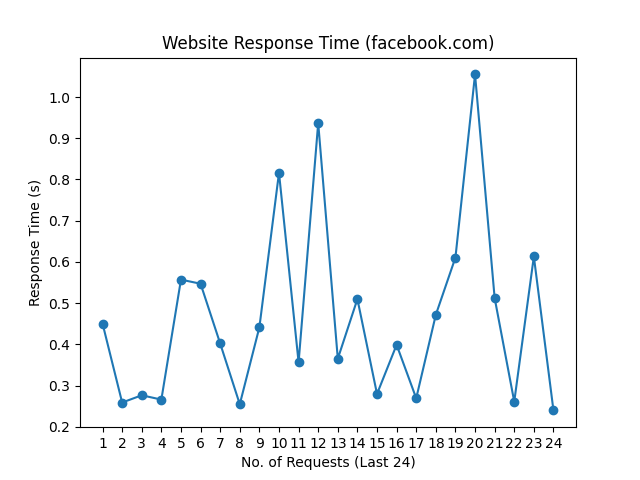 Website Response Time (facebook.com)
1.0
0.9
0.8
0.7
0.6
0.5
0.4
0.3
0.2
Response Time (s)
1 2 3 4 5 6 7 8 9 10 11 12 13 14 15 16 17 18 19 20 21 22 23 24
No. of Requests (Last 24)